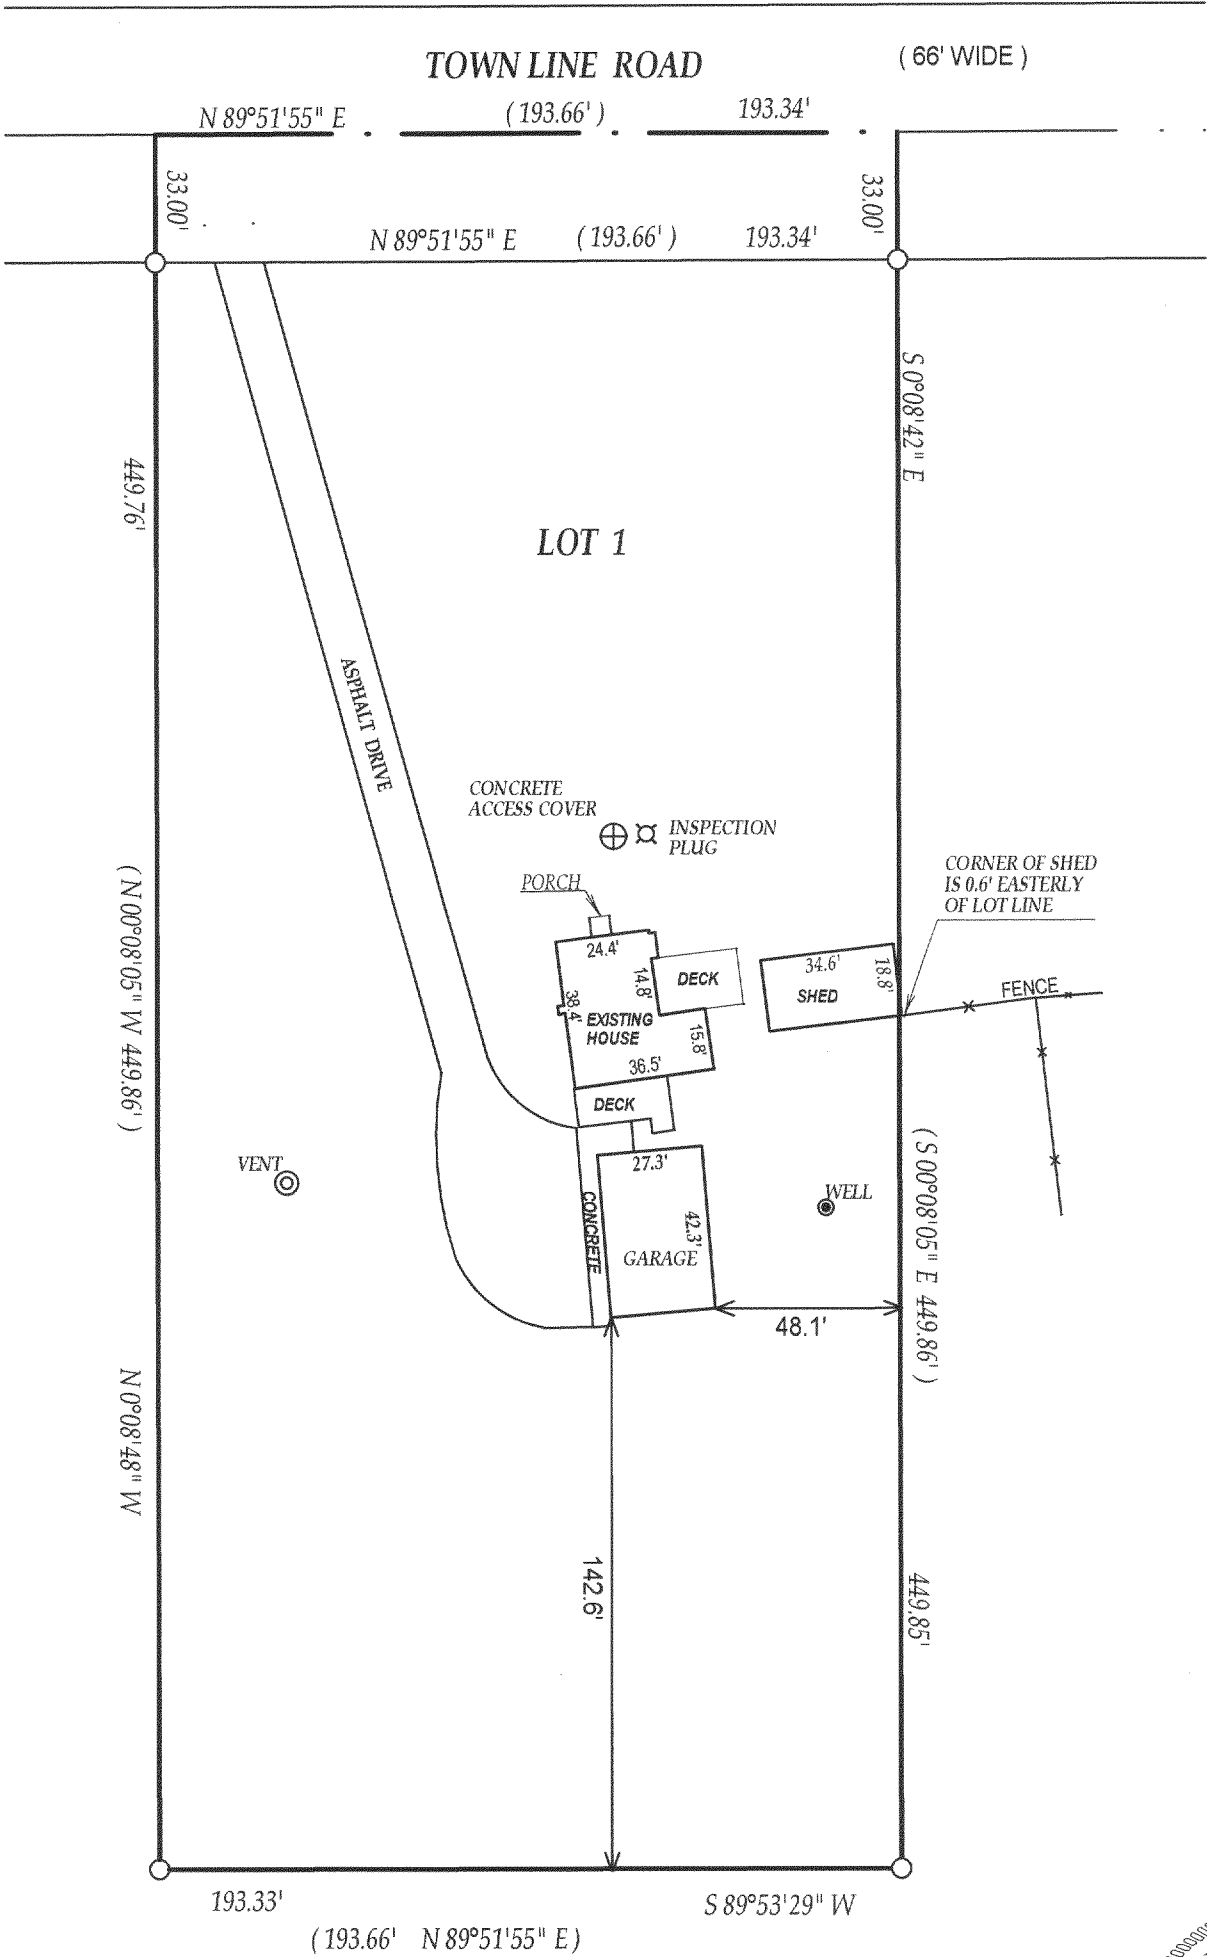 TOWN LINE ROAD
( 66' WIDE )
N 89°51'55" E
( 193.66' )
193.34'
33.00'
33.00'
N 89°51'55" E
( 193.66' )
193.34'
S 0°08'42" E
449.76'
LOT 1
ASPHALT DRIVE
CONCRETE
ACCESS COVER
INSPECTION
PLUG
CORNER OF SHED
IS 0.6' EASTERLY
OF LOT LINE
PORCH
24.4'
14.8'
DECK
34.6'
18.8'
SHED
FENCE
38.4'
EXISTING
HOUSE
15.8'
36.5'
DECK
( N 00°08'05" W 449.86' )
VENT
27.3'
WELL
CONCRETE
42.3'
GARAGE
( S 00°08'05" E 449.86' )
48.1'
N 0°08'48" W
142.6'
449.85'
193.33'
S 89°53'29" W
( 193.66' N 89°51'55" E )